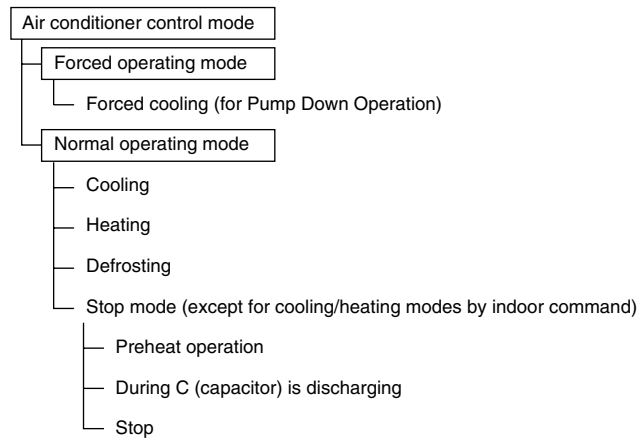 Air conditioner control mode
Forced operating mode
Forced cooling (for Pump Down Operation)
Normal operating mode
Cooling
Heating
Defrosting
Stop mode (except for cooling/heating modes by indoor command)
Preheat operation
During C (capacitor) is discharging
Stop